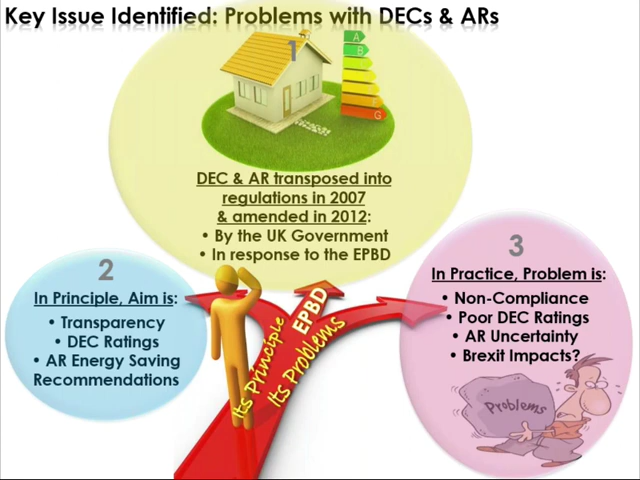 Key Issue Identified: Problems with DECs & ARs
1
A
B
G
DEC & AR transposed into
regulations in 2007
& amended in 2012:
• By the UK Government
• In response to the EPBD
2
In Principle, Aim is:
• Transparency
• DEC Ratings
• AR Energy Saving
Recommendations
Its Principle
EPBD
Its Problems
3
In Practice, Problem is:
• Non-Compliance
• Poor DEC Ratings
• AR Uncertainty
• Brexit Impacts?
Problems